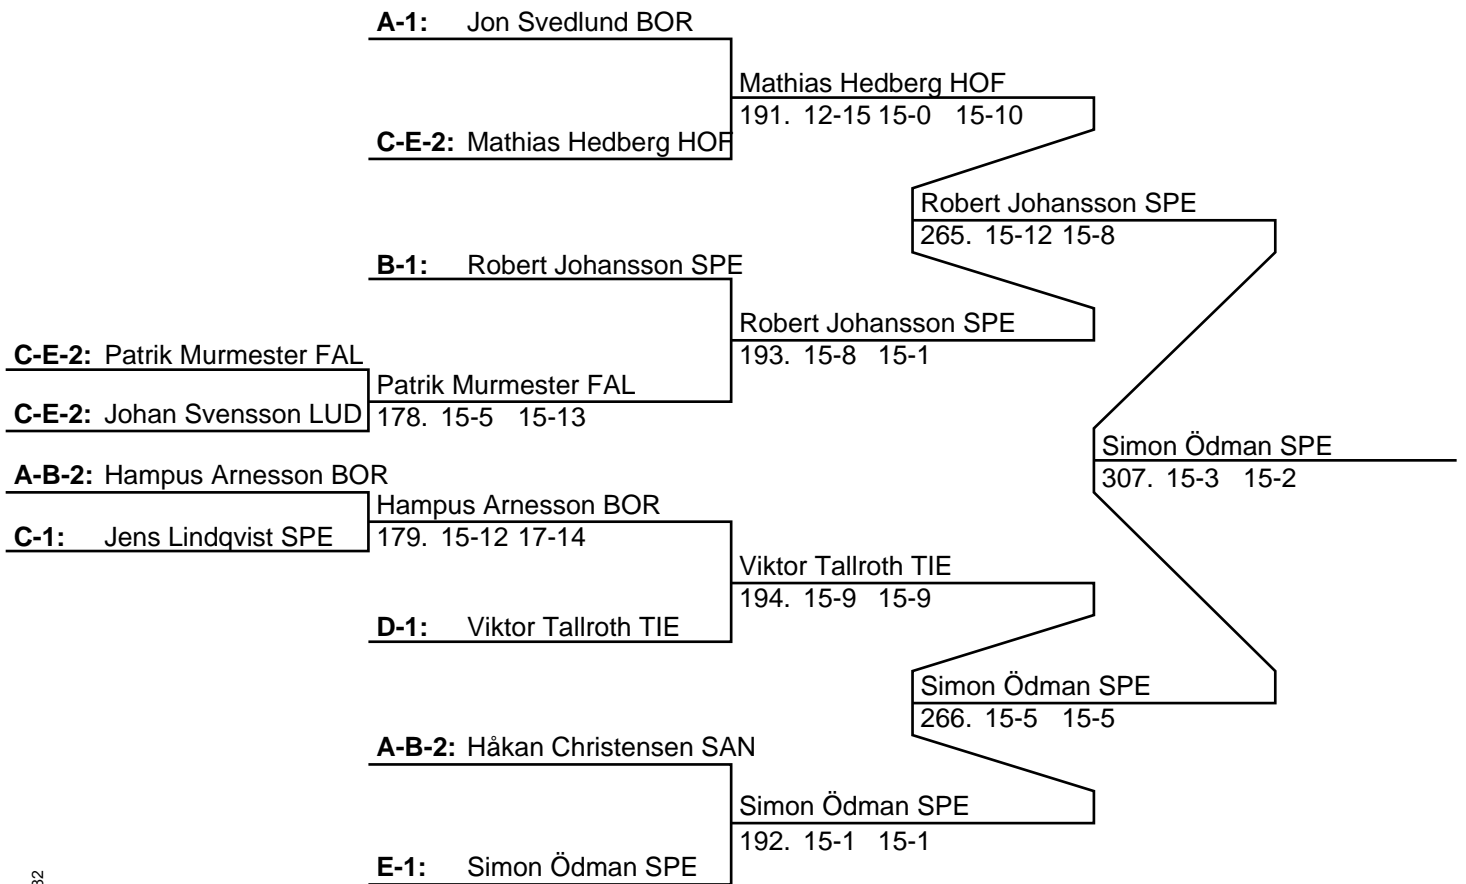 A-1: Jon Svedlund BOR
Mathias Hedberg HOF
191. 12-15 15-0 15-10
C-E-2: Mathias Hedberg HOF
Robert Johansson SPE
265. 15-12 15-8
B-1: Robert Johansson SPE
Robert Johansson SPE
193. 15-8 15-1
C-E-2: Patrik Murmester FAL
Patrik Murmester FAL
178. 15-5 15-13
C-E-2: Johan Svensson LUD
Simon Ödman SPE
307. 15-3 15-2
A-B-2: Hampus Arnesson BOR
Hampus Arnesson BOR
179. 15-12 17-14
C-1: Jens Lindqvist SPE
Viktor Tallroth TIE
194. 15-9 15-9
D-1: Viktor Tallroth TIE
Simon Ödman SPE
266. 15-5 15-5
A-B-2: Håkan Christensen SAN
Simon Ödman SPE
192. 15-1 15-1
E-1: Simon Ödman SPE